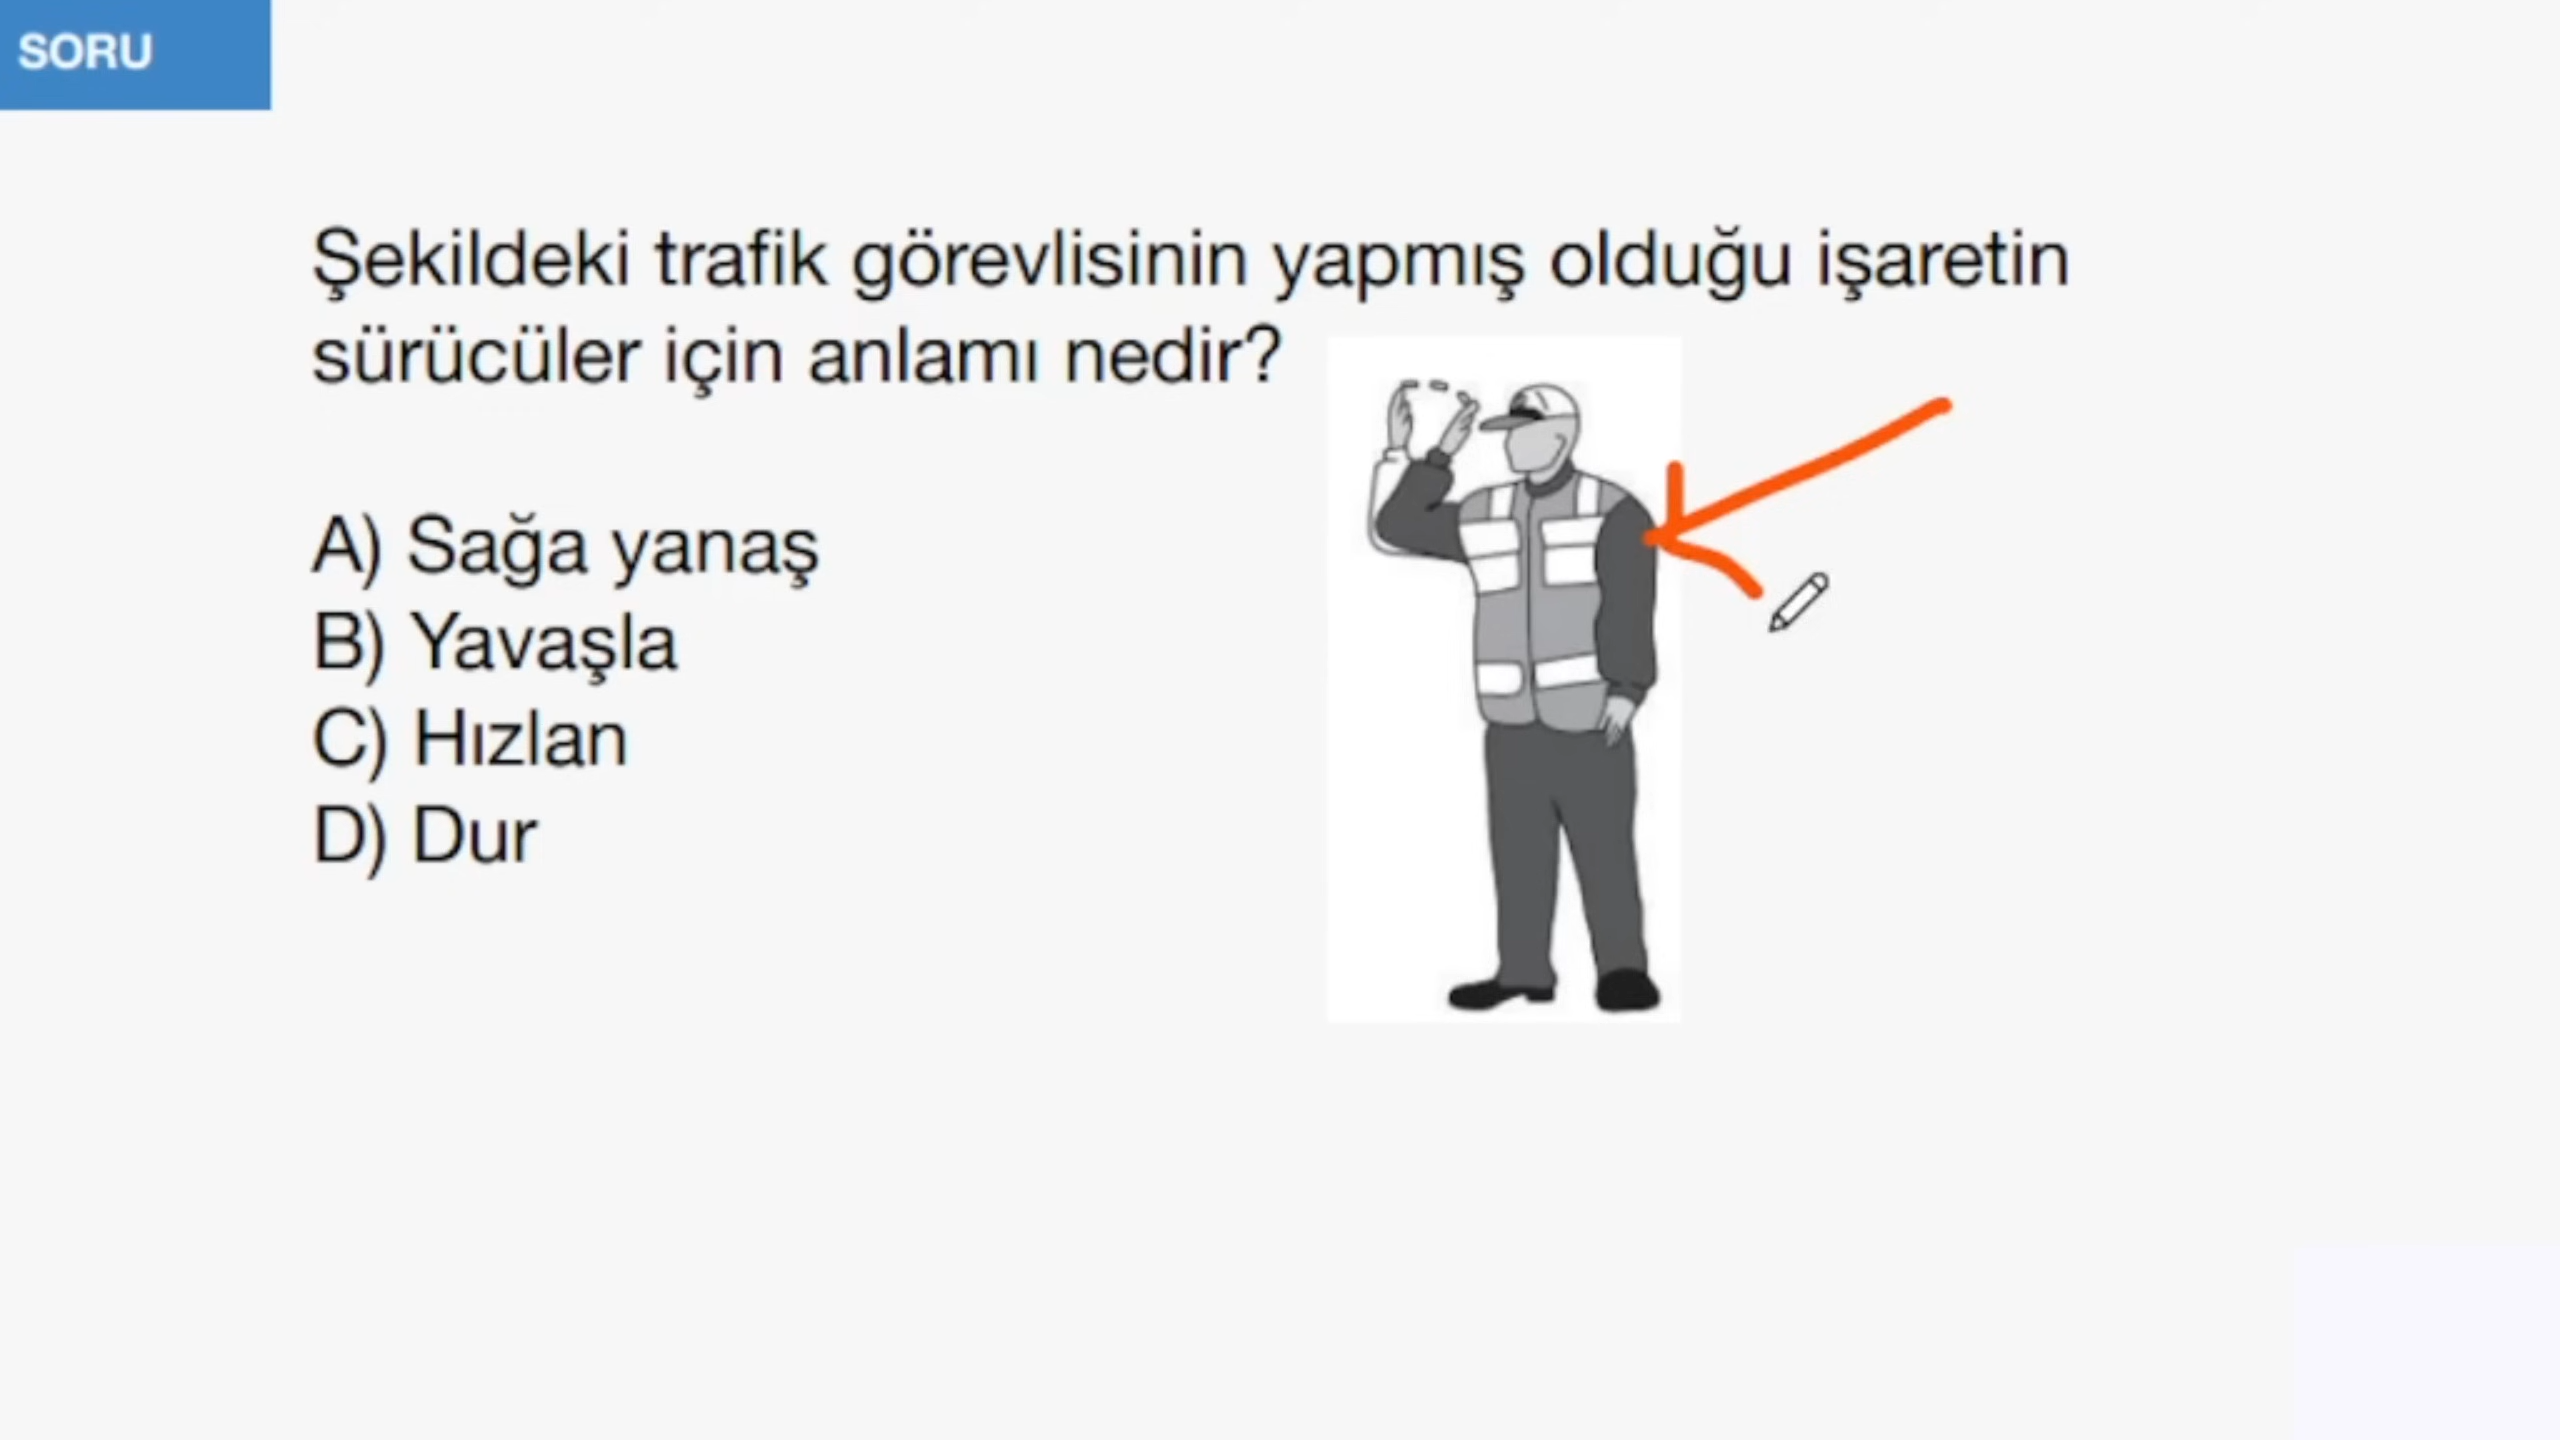 SORU
Şekildeki trafik görevlisinin yapmış olduğu işaretin
sürücüler için anlamı nedir?
A) Sağa yanaş
B) Yavaşla
C) Hızlan
D) Dur